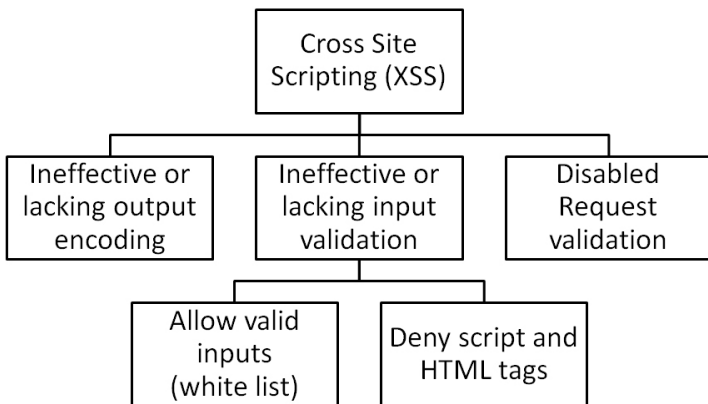 Cross Site
Scripting (XSS)
Ineffective or
lacking output
encoding
Ineffective or
lacking input
validation
Disabled
Request
validation
Allow valid
inputs
(white list)
Deny script and
HTML tags